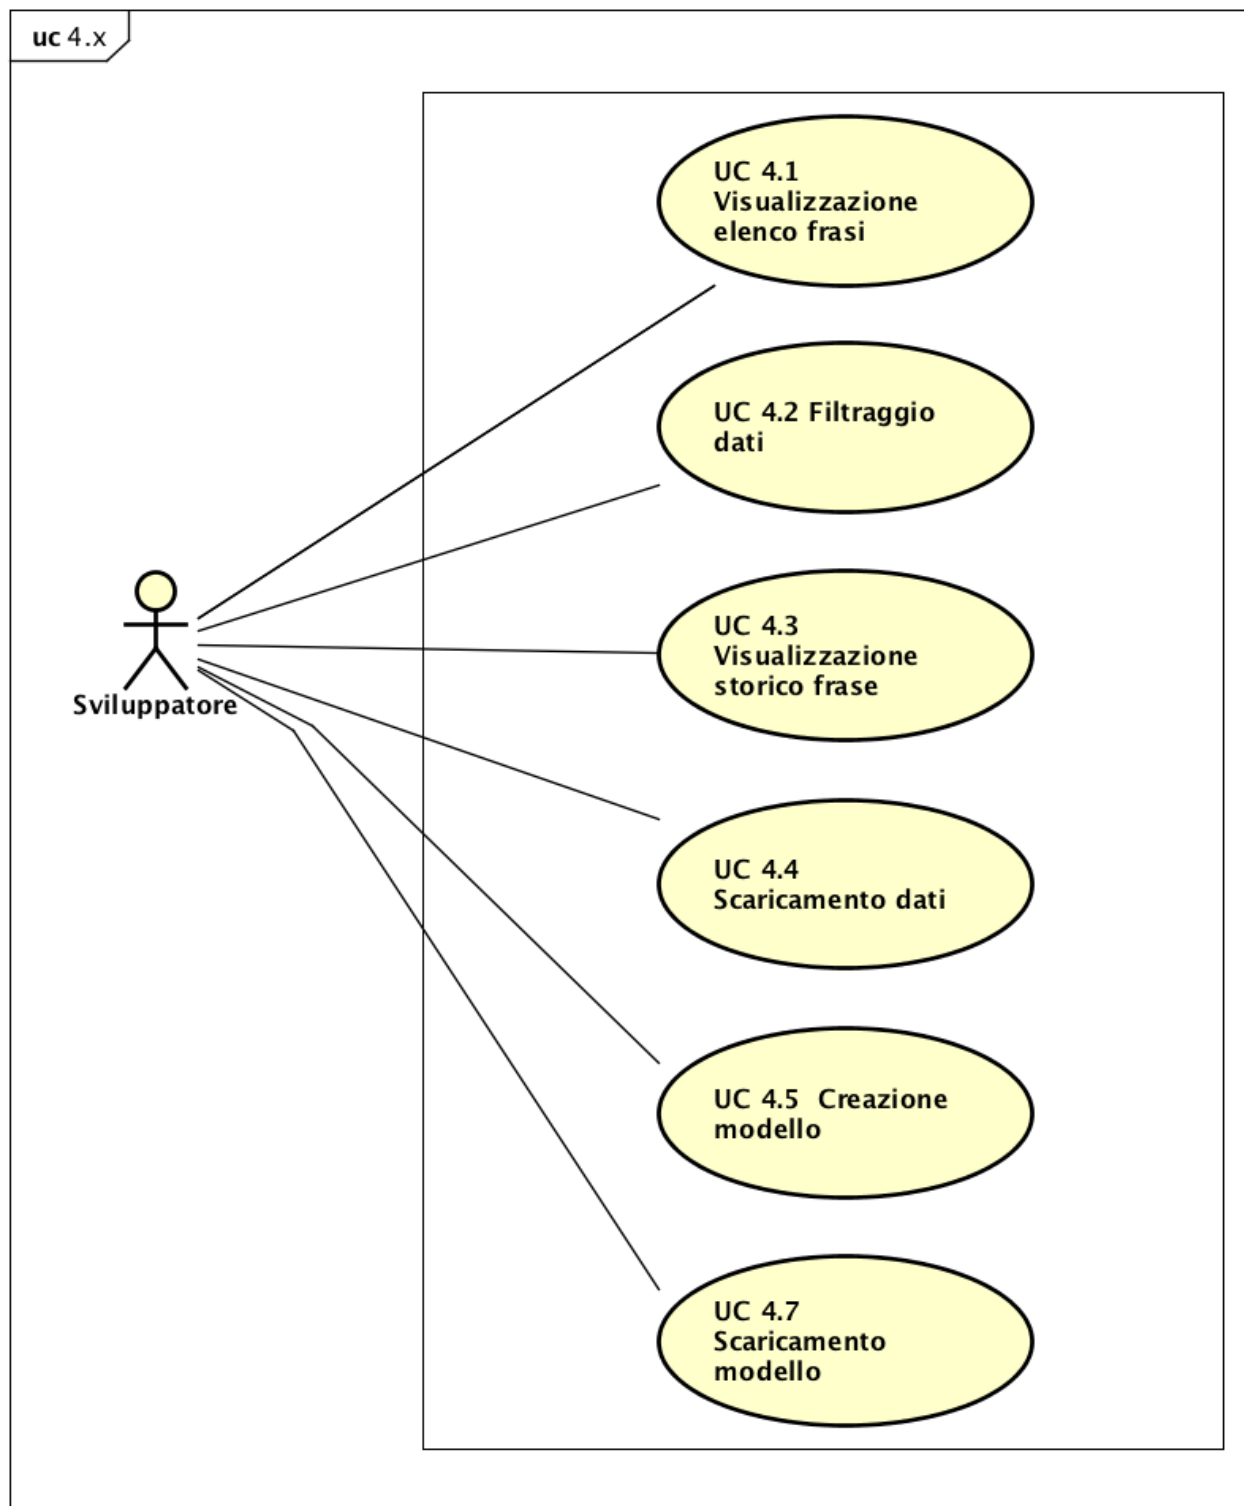 uc 4.x
UC 4.1
Visualizzazione
elenco frasi
UC 4.2 Filtraggio
dati
UC 4.3
Visualizzazione
storico frase
Sviluppatore
UC 4.4
Scaricamento dati
UC 4.5  Creazione
modello
UC 4.7
Scaricamento
modello